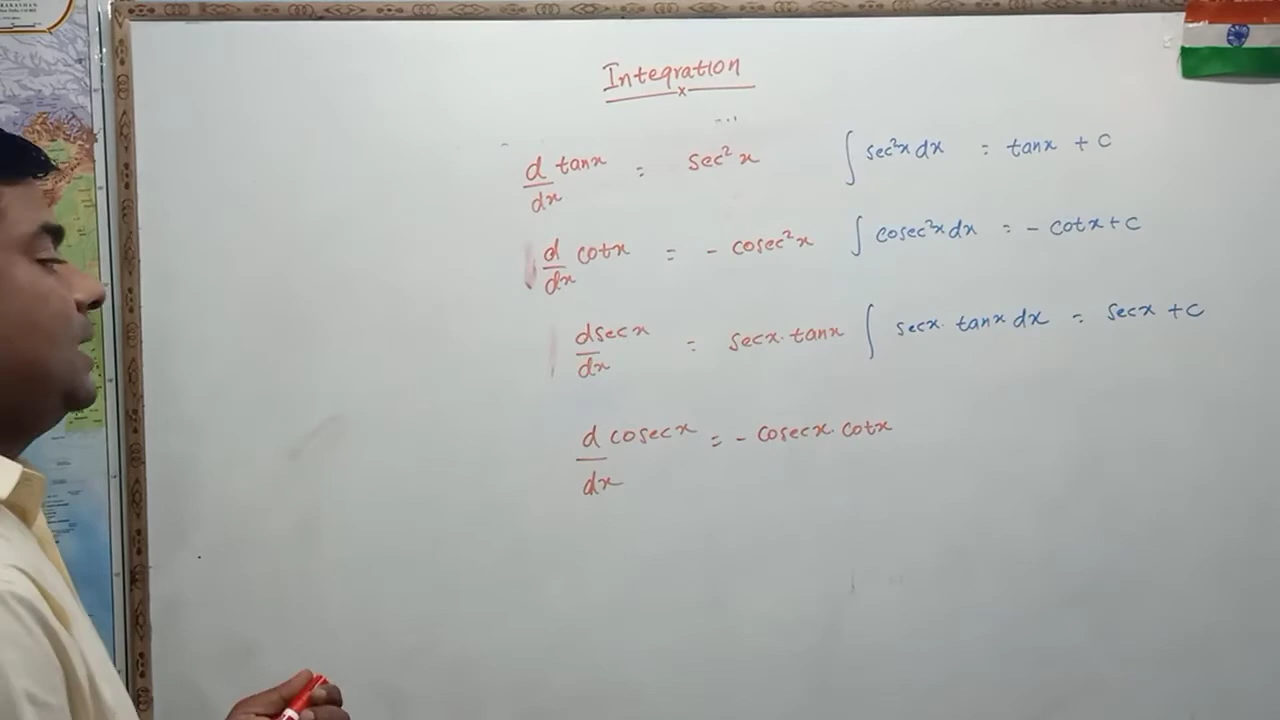 Integration
d/dx tanx = sec²x ∫ sec²x dx = tanx + c
d/dx cotx = - cosec²x ∫ cosec²x dx = - cotx + c
dsecx/dx = secx. tanx ∫ secx. tanx dx = secx + c
d/dx cosecx = - cosecx. cotx